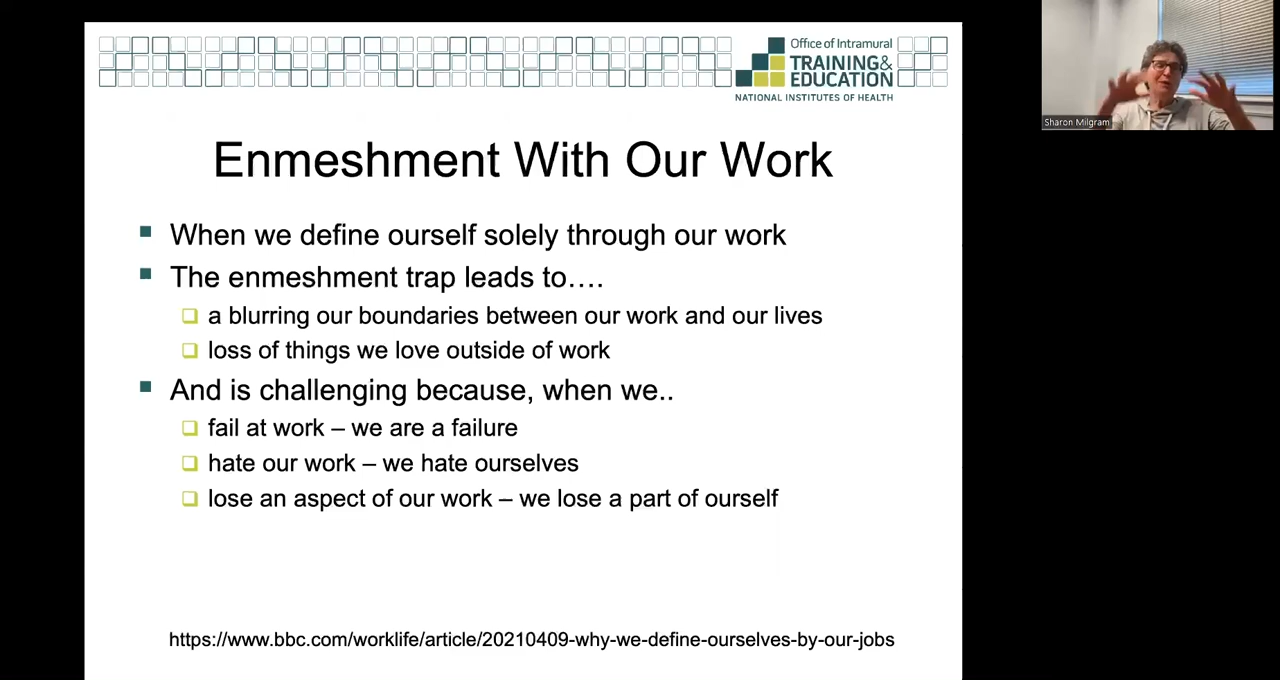 Office of Intramural
TRAINING&
EDUCATION
NATIONAL INSTITUTES OF HEALTH
Sharon Milgram
Enmeshment With Our Work
When we define ourself solely through our work
The enmeshment trap leads to….
a blurring our boundaries between our work and our lives
loss of things we love outside of work
And is challenging because, when we..
fail at work – we are a failure
hate our work – we hate ourselves
lose an aspect of our work – we lose a part of ourself
https://www.bbc.com/worklife/article/20210409-why-we-define-ourselves-by-our-jobs